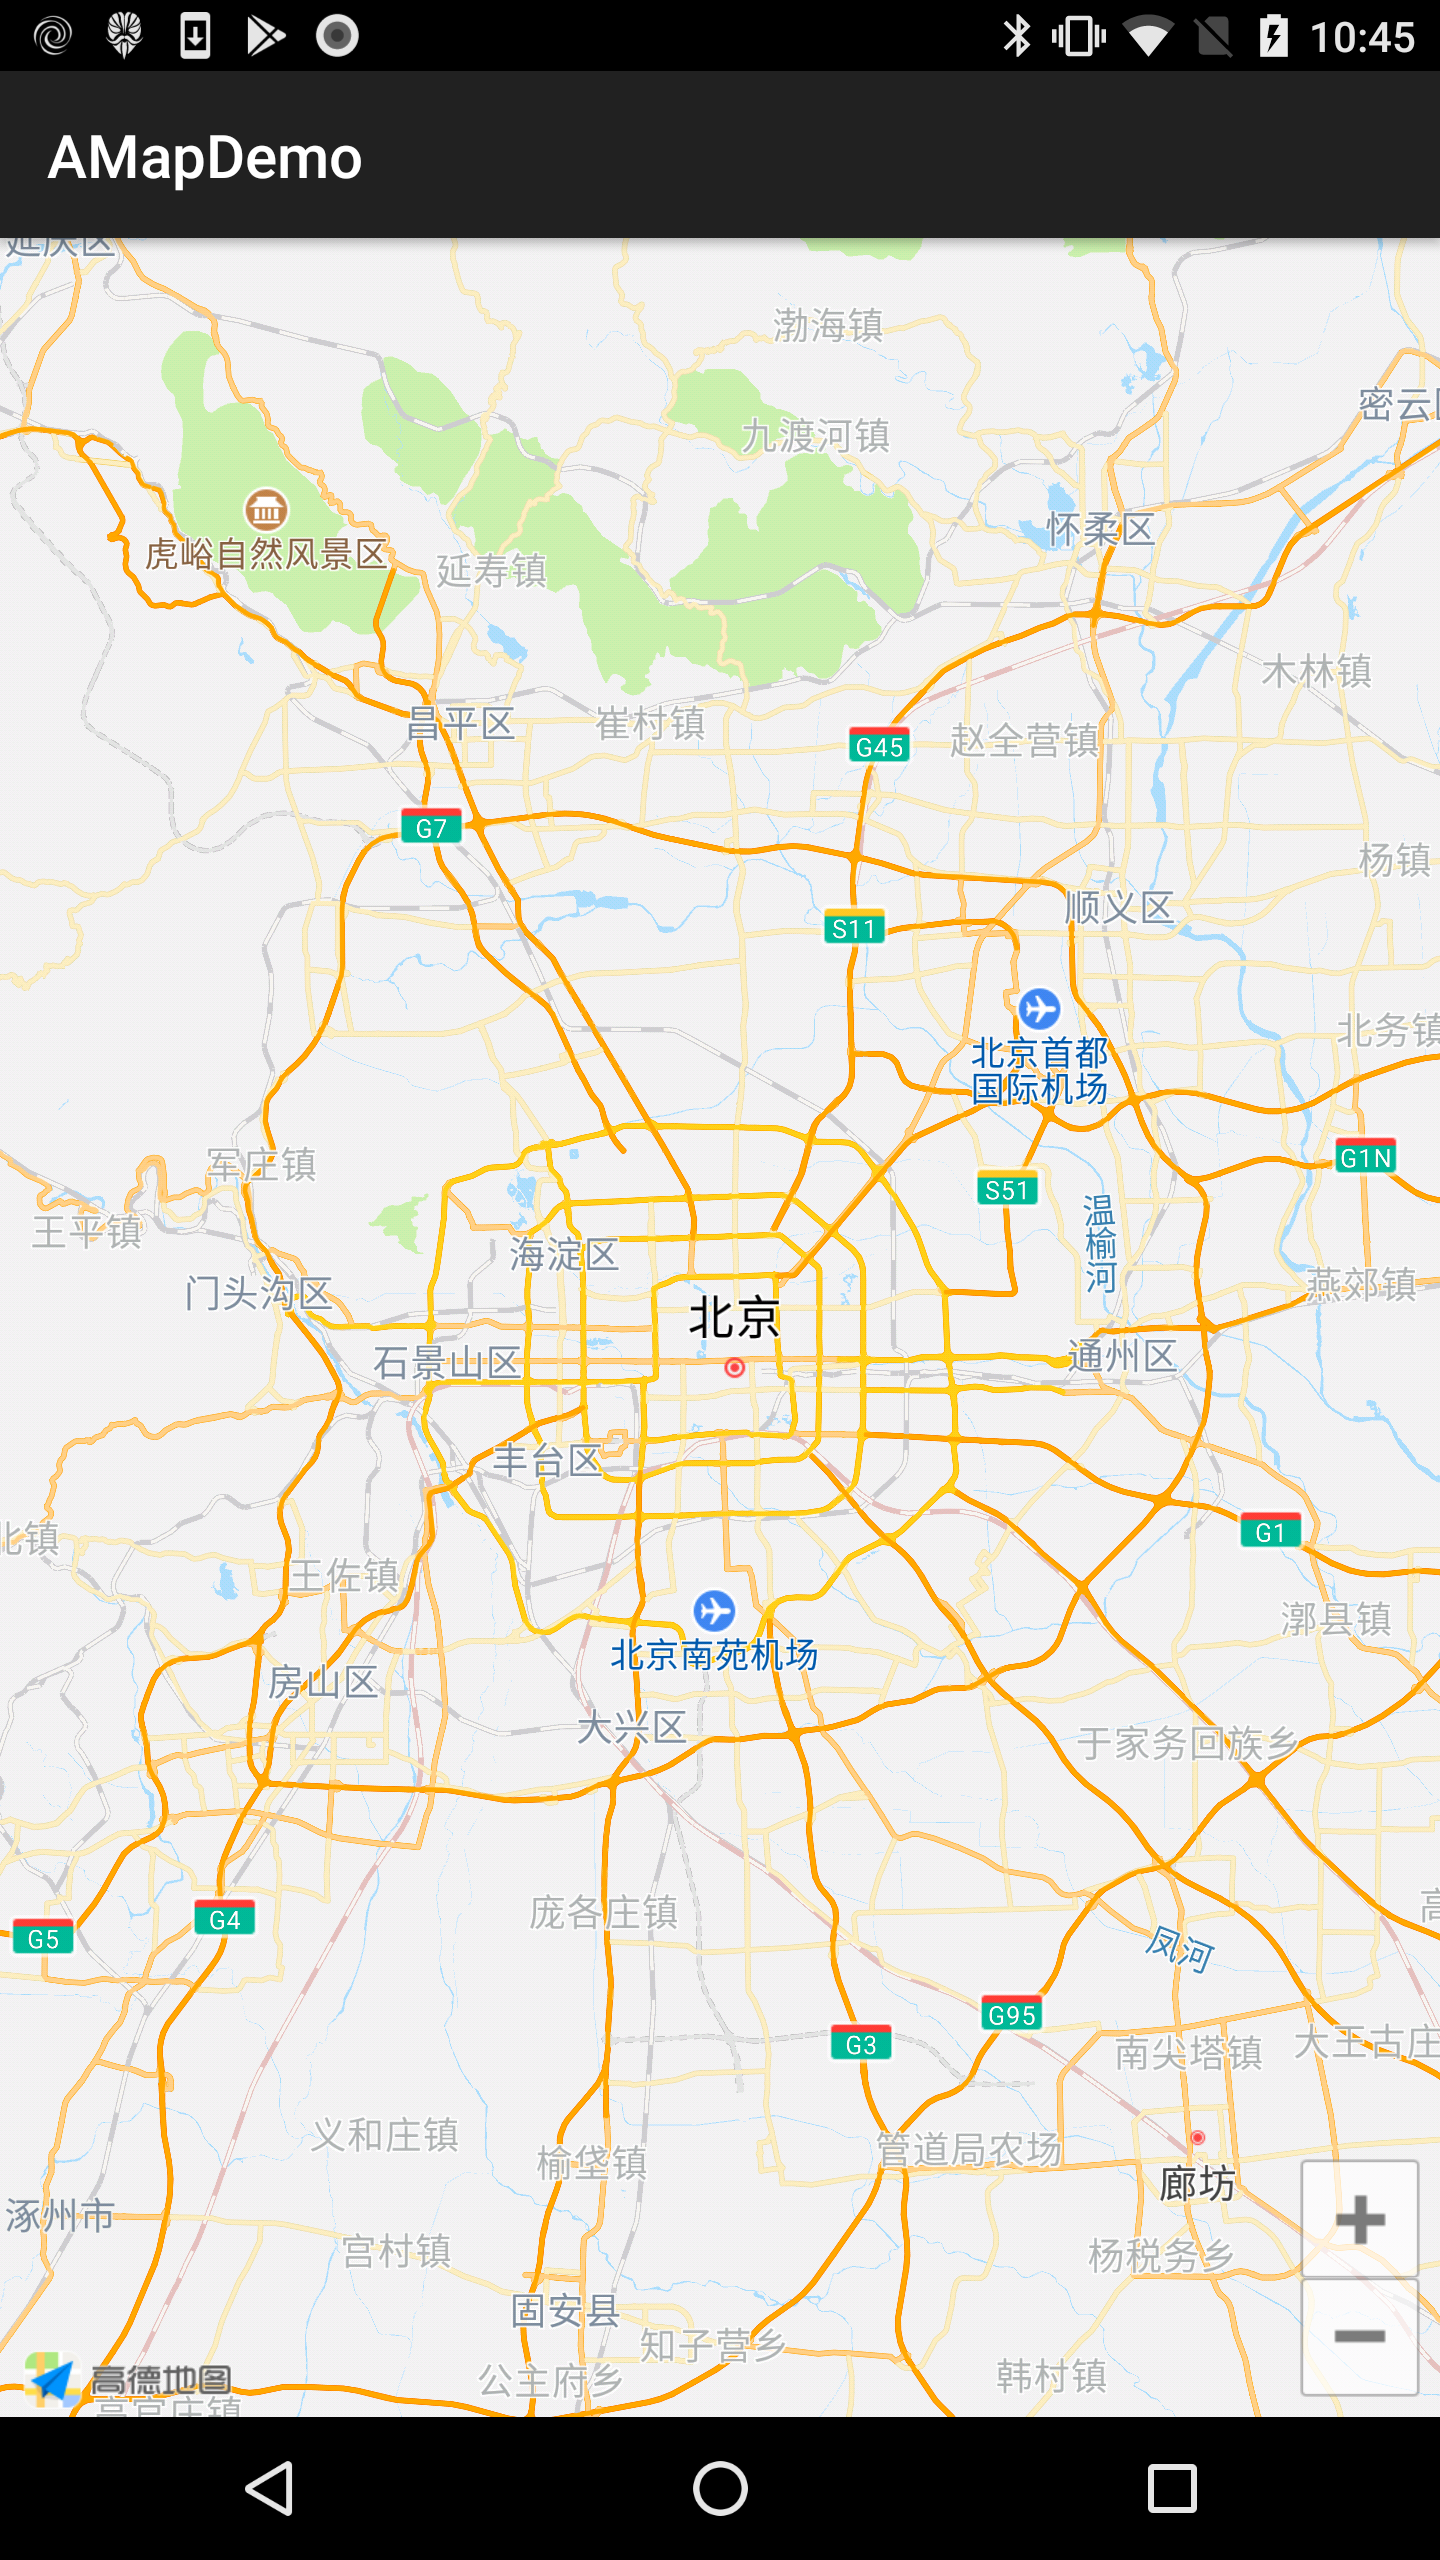 10:45
AMapDemo
延庆区
渤海镇
密云
九渡河镇
怀柔区
虎峪自然风景区
延寿镇
木林镇
昌平区
崔村镇
G45
赵全营镇
G7
杨镇
顺义区
S11
北务镇
北京首都
国际机场
G1N
军庄镇
S51
王平镇
温榆河
海淀区
门头沟区
燕郊镇
北京
石景山区
通州区
丰台区
北镇
G1
王佐镇
漷县镇
北京南苑机场
房山区
大兴区
于家务回族乡
庞各庄镇
G4
G5
凤河
G95
G3
南尖塔镇
大王古庄
义和庄镇
榆垡镇
管道局农场
廊坊
涿州市
宫村镇
杨税务乡
固安县
知子营乡
公主府乡
韩村镇
高德地图
高官庄镇